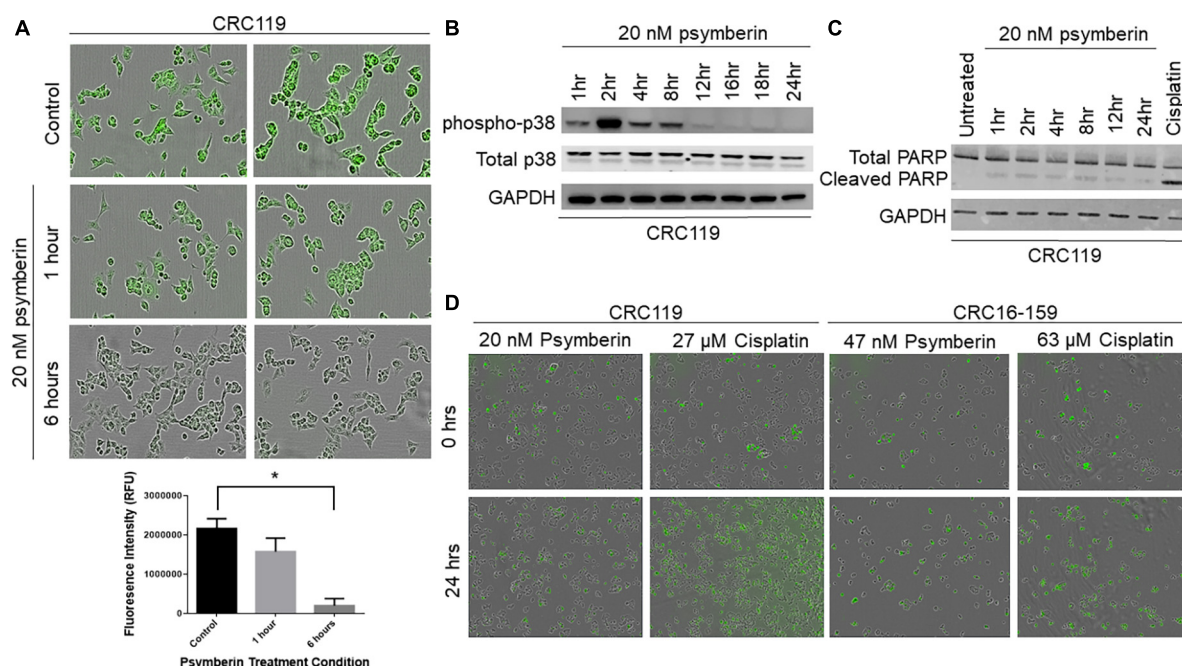 A
CRC119
Control
20 nM psymberin
1 hour
6 hours
*
Fluorescence Intensity (RFU)
3000000
2000000
1000000
0
Control
1 hour
6 hours
Psymberin Treatment Condition
B
20 nM psymberin
1hr 2hr 4hr 8hr 12hr 16hr 18hr 24hr
phospho-p38
Total p38
GAPDH
CRC119
C
20 nM psymberin
Untreated 1hr 2hr 4hr 8hr 12hr 24hr Cisplatin
Total PARP
Cleaved PARP
GAPDH
CRC119
D
CRC119 CRC16-159
20 nM Psymberin 27 µM Cisplatin 47 nM Psymberin 63 µM Cisplatin
0 hrs
24 hrs